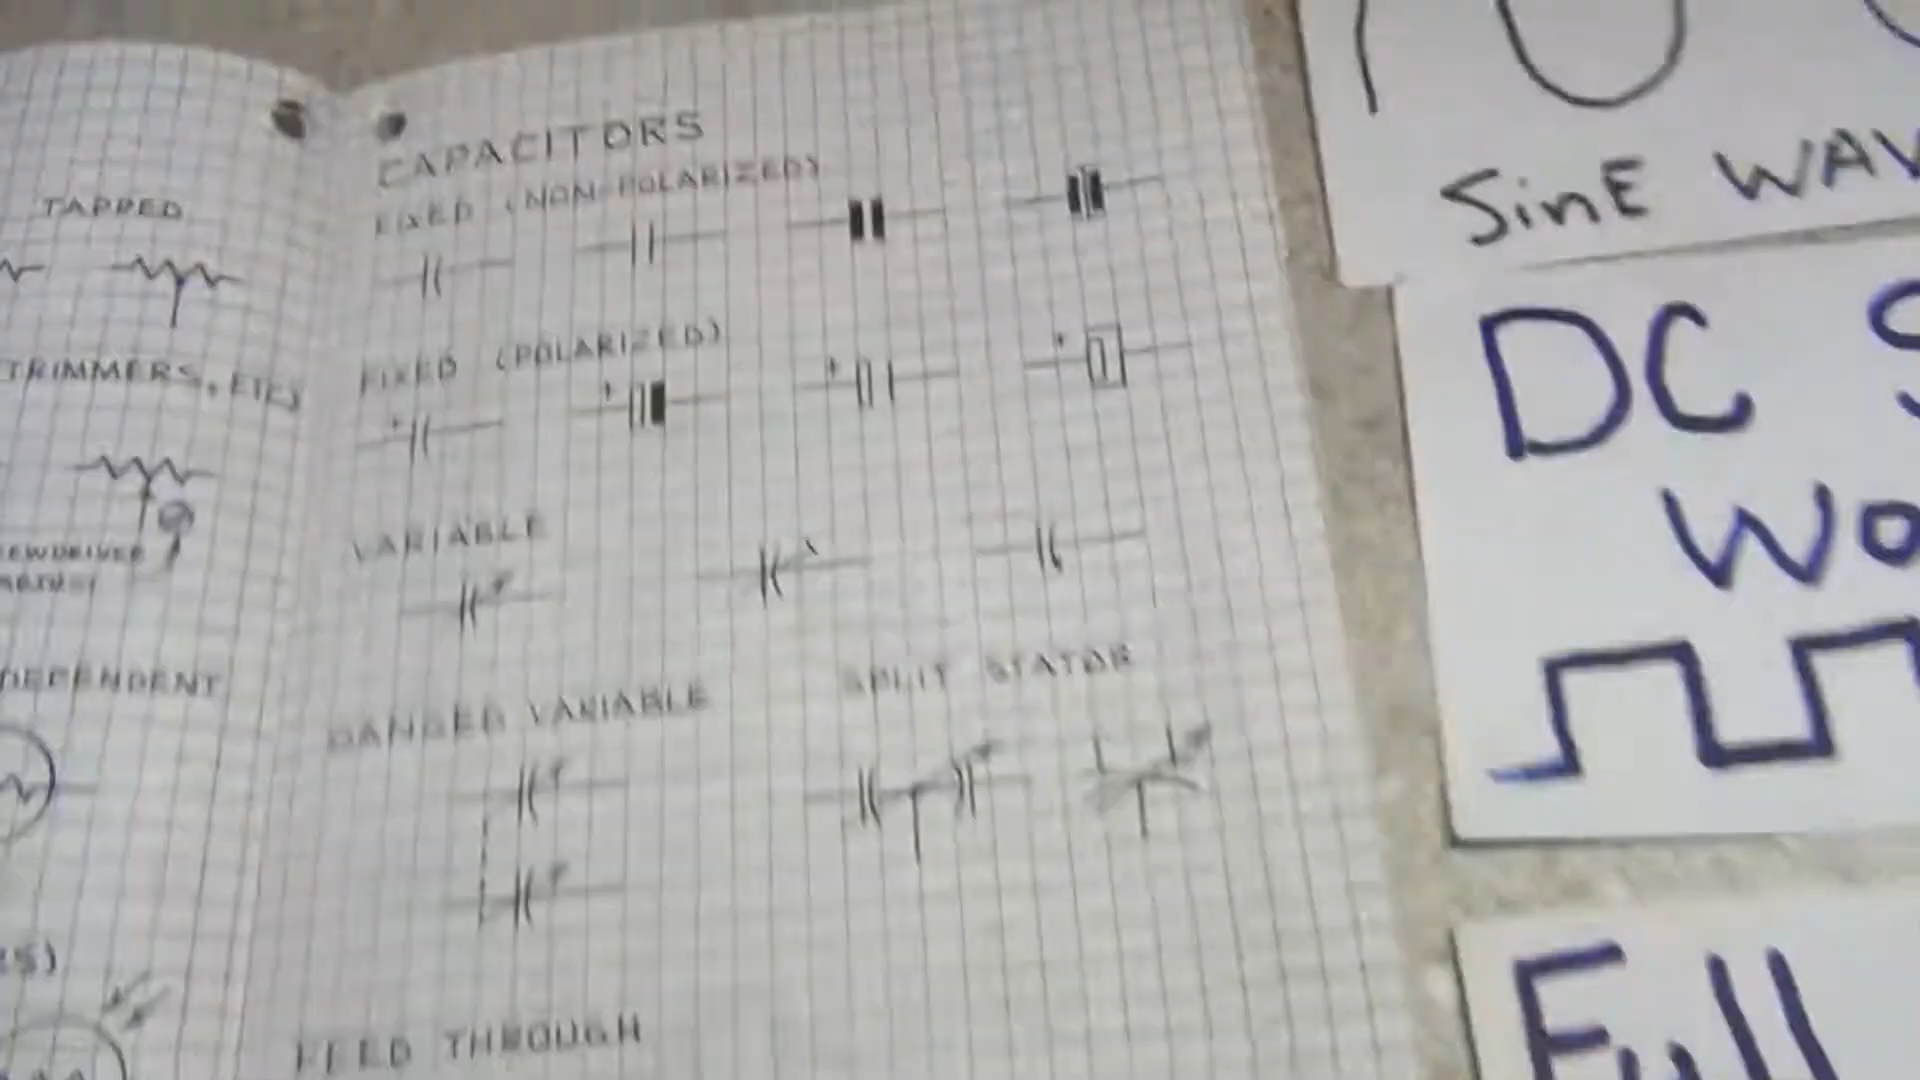 TAPPED
TRIMMERS, ETC)
DEPENDENT
CAPACITORS
FIXED (NON-POLARIZED)
FIXED (POLARIZED)
+ + + +
VARIABLE
GANGED VARIABLE
SPLIT STATOR
FEED THROUGH
SinE WAV
DC S
Wo
Full